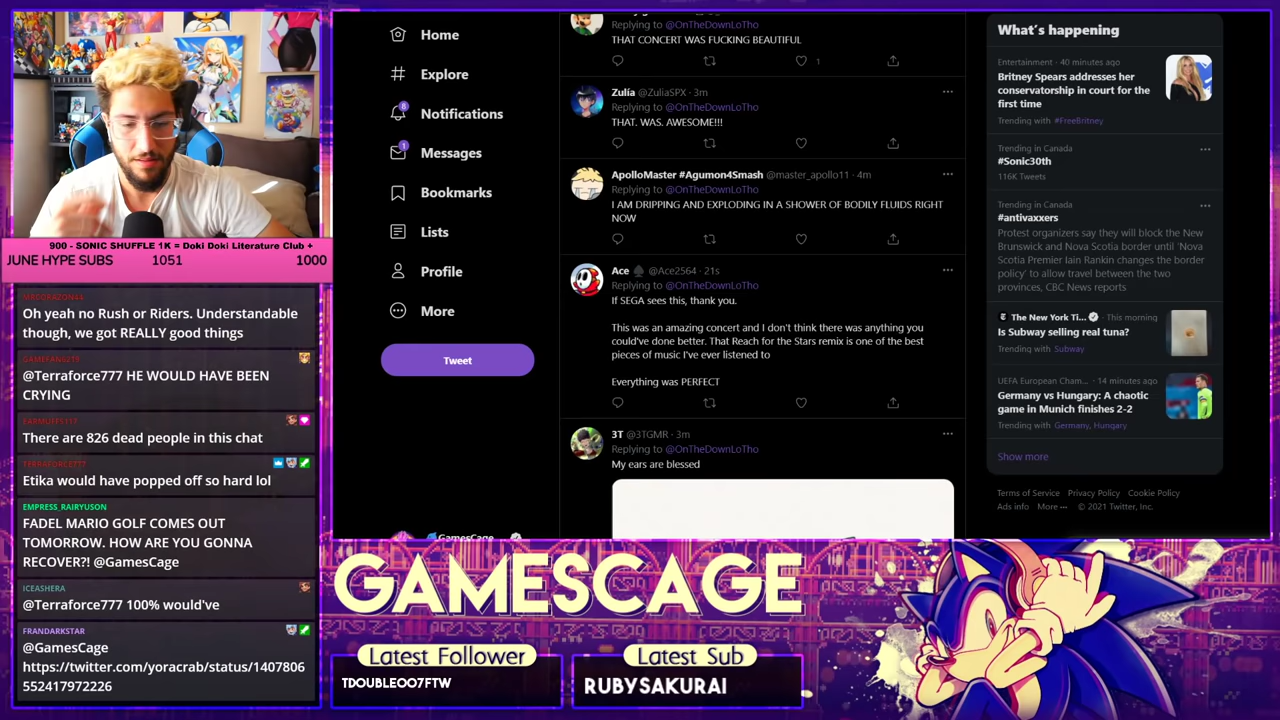 900 - SONIC SHUFFLE 1K = Doki Doki Literature Club +
JUNE HYPE SUBS 1051 1000
Oh yeah no Rush or Riders. Understandable
though, we got REALLY good things
@Terraforce777 HE WOULD HAVE BEEN
CRYING
There are 826 dead people in this chat
TERRAFORCE777
Etika would have popped off so hard lol
EMPRESS_RAIRYUSON
FADEL MARIO GOLF COMES OUT
TOMORROW. HOW ARE YOU GONNA
RECOVER?! @GamesCage
ICEASHERA
@Terraforce777 100% would've
FRANDARKSTAR
@GamesCage
https://twitter.com/yoracrab/status/1407806
552417972226
Home
Explore
6
Notifications
1
Messages
Bookmarks
Lists
Profile
More
Tweet
GamesCage
Replying to @OnTheDownLoTho
THAT CONCERT WAS FUCKING BEAUTIFUL
1
Zulía @ZuliaSPX · 3m
Replying to @OnTheDownLoTho
THAT. WAS. AWESOME!!!
ApolloMaster #Agumon4Smash @master_apollo11 · 4m
Replying to @OnTheDownLoTho
I AM DRIPPING AND EXPLODING IN A SHOWER OF BODILY FLUIDS RIGHT
NOW
Ace ♠ @Ace2564 · 21s
Replying to @OnTheDownLoTho
If SEGA sees this, thank you.
This was an amazing concert and I don't think there was anything you
could've done better. That Reach for the Stars remix is one of the best
pieces of music I've ever listened to
Everything was PERFECT
3T @3TGMR · 3m
Replying to @OnTheDownLoTho
My ears are blessed
What's happening
Entertainment · 40 minutes ago
Britney Spears addresses her
conservatorship in court for the
first time
Trending with #FreeBritney
Trending in Canada
#Sonic30th
116K Tweets
Trending in Canada
#antivaxxers
Protest organizers say they will block the New
Brunswick and Nova Scotia border until 'Nova
Scotia Premier Iain Rankin changes the border
policy' to allow travel between the two
provinces, CBC News reports
The New York Ti... · This morning
Is Subway selling real tuna?
Trending with Subway
UEFA European Cham... · 14 minutes ago
Germany vs Hungary: A chaotic
game in Munich finishes 2-2
Trending with Germany, Hungary
Show more
Terms of Service Privacy Policy Cookie Policy
Ads info More ··· © 2021 Twitter, Inc.
GAMESCAGE
Latest Follower
TDOUBLEOO7FTW
Latest Sub
RUBYSAKURAI